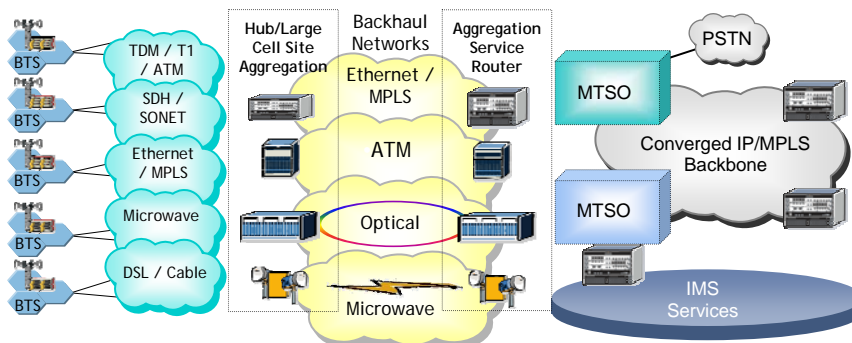 BTS
BTS
BTS
BTS
BTS
TDM / T1
/ ATM
SDH /
SONET
Ethernet
/ MPLS
Microwave
DSL / Cable
Hub/Large
Cell Site
Aggregation
Backhaul
Networks
Aggregation
Service
Router
Ethernet /
MPLS
ATM
Optical
Microwave
MTSO
PSTN
Converged IP/MPLS
Backbone
MTSO
IMS
Services